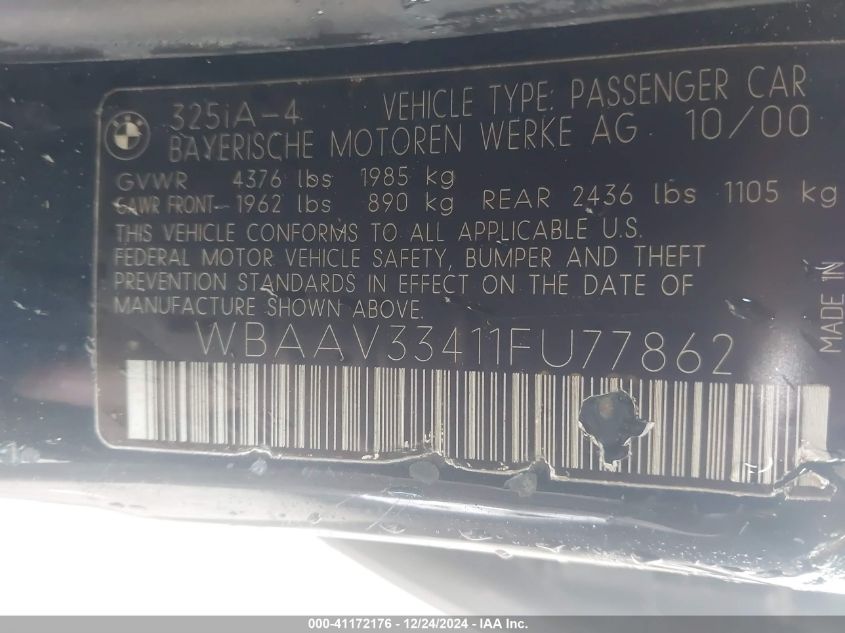 325iA-4 VEHICLE TYPE: PASSENGER CAR
BAYERISCHE MOTOREN WERKE AG 10/00
GVWR 4376 lbs 1985 kg
GAWR FRONT 1962 lbs 890 kg REAR 2436 lbs 1105 kg
THIS VEHICLE CONFORMS TO ALL APPLICABLE U.S.
FEDERAL MOTOR VEHICLE SAFETY, BUMPER AND THEFT
PREVENTION STANDARDS IN EFFECT ON THE DATE OF
MANUFACTURE SHOWN ABOVE.
WBAAV33411FU77862
MADE IN
000-41172176 - 12/24/2024 - IAA Inc.